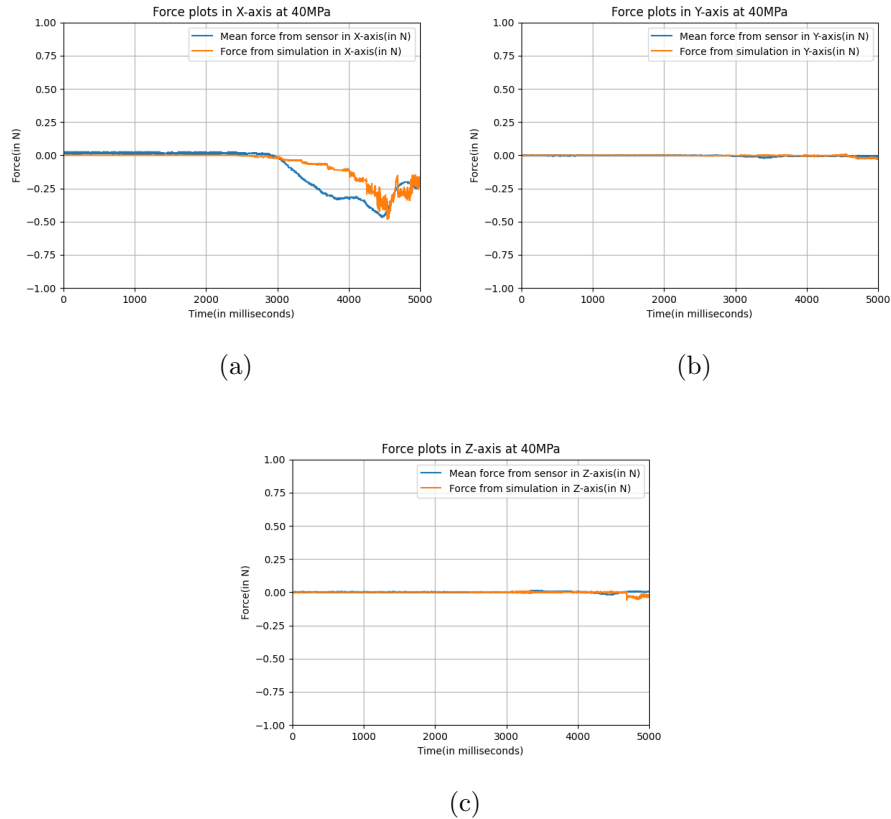 Force plots in X-axis at 40MPa
Mean force from sensor in X-axis(in N)
Force from simulation in X-axis(in N)
Force(in N)
1.00
0.75
0.50
0.25
0.00
−0.25
−0.50
−0.75
−1.00
0 1000 2000 3000 4000 5000
Time(in milliseconds)
(a)
Force plots in Y-axis at 40MPa
Mean force from sensor in Y-axis(in N)
Force from simulation in Y-axis(in N)
Force(in N)
1.00
0.75
0.50
0.25
0.00
−0.25
−0.50
−0.75
−1.00
0 1000 2000 3000 4000 5000
Time(in milliseconds)
(b)
Force plots in Z-axis at 40MPa
Mean force from sensor in Z-axis(in N)
Force from simulation in Z-axis(in N)
Force(in N)
1.00
0.75
0.50
0.25
0.00
−0.25
−0.50
−0.75
−1.00
0 1000 2000 3000 4000 5000
Time(in milliseconds)
(c)